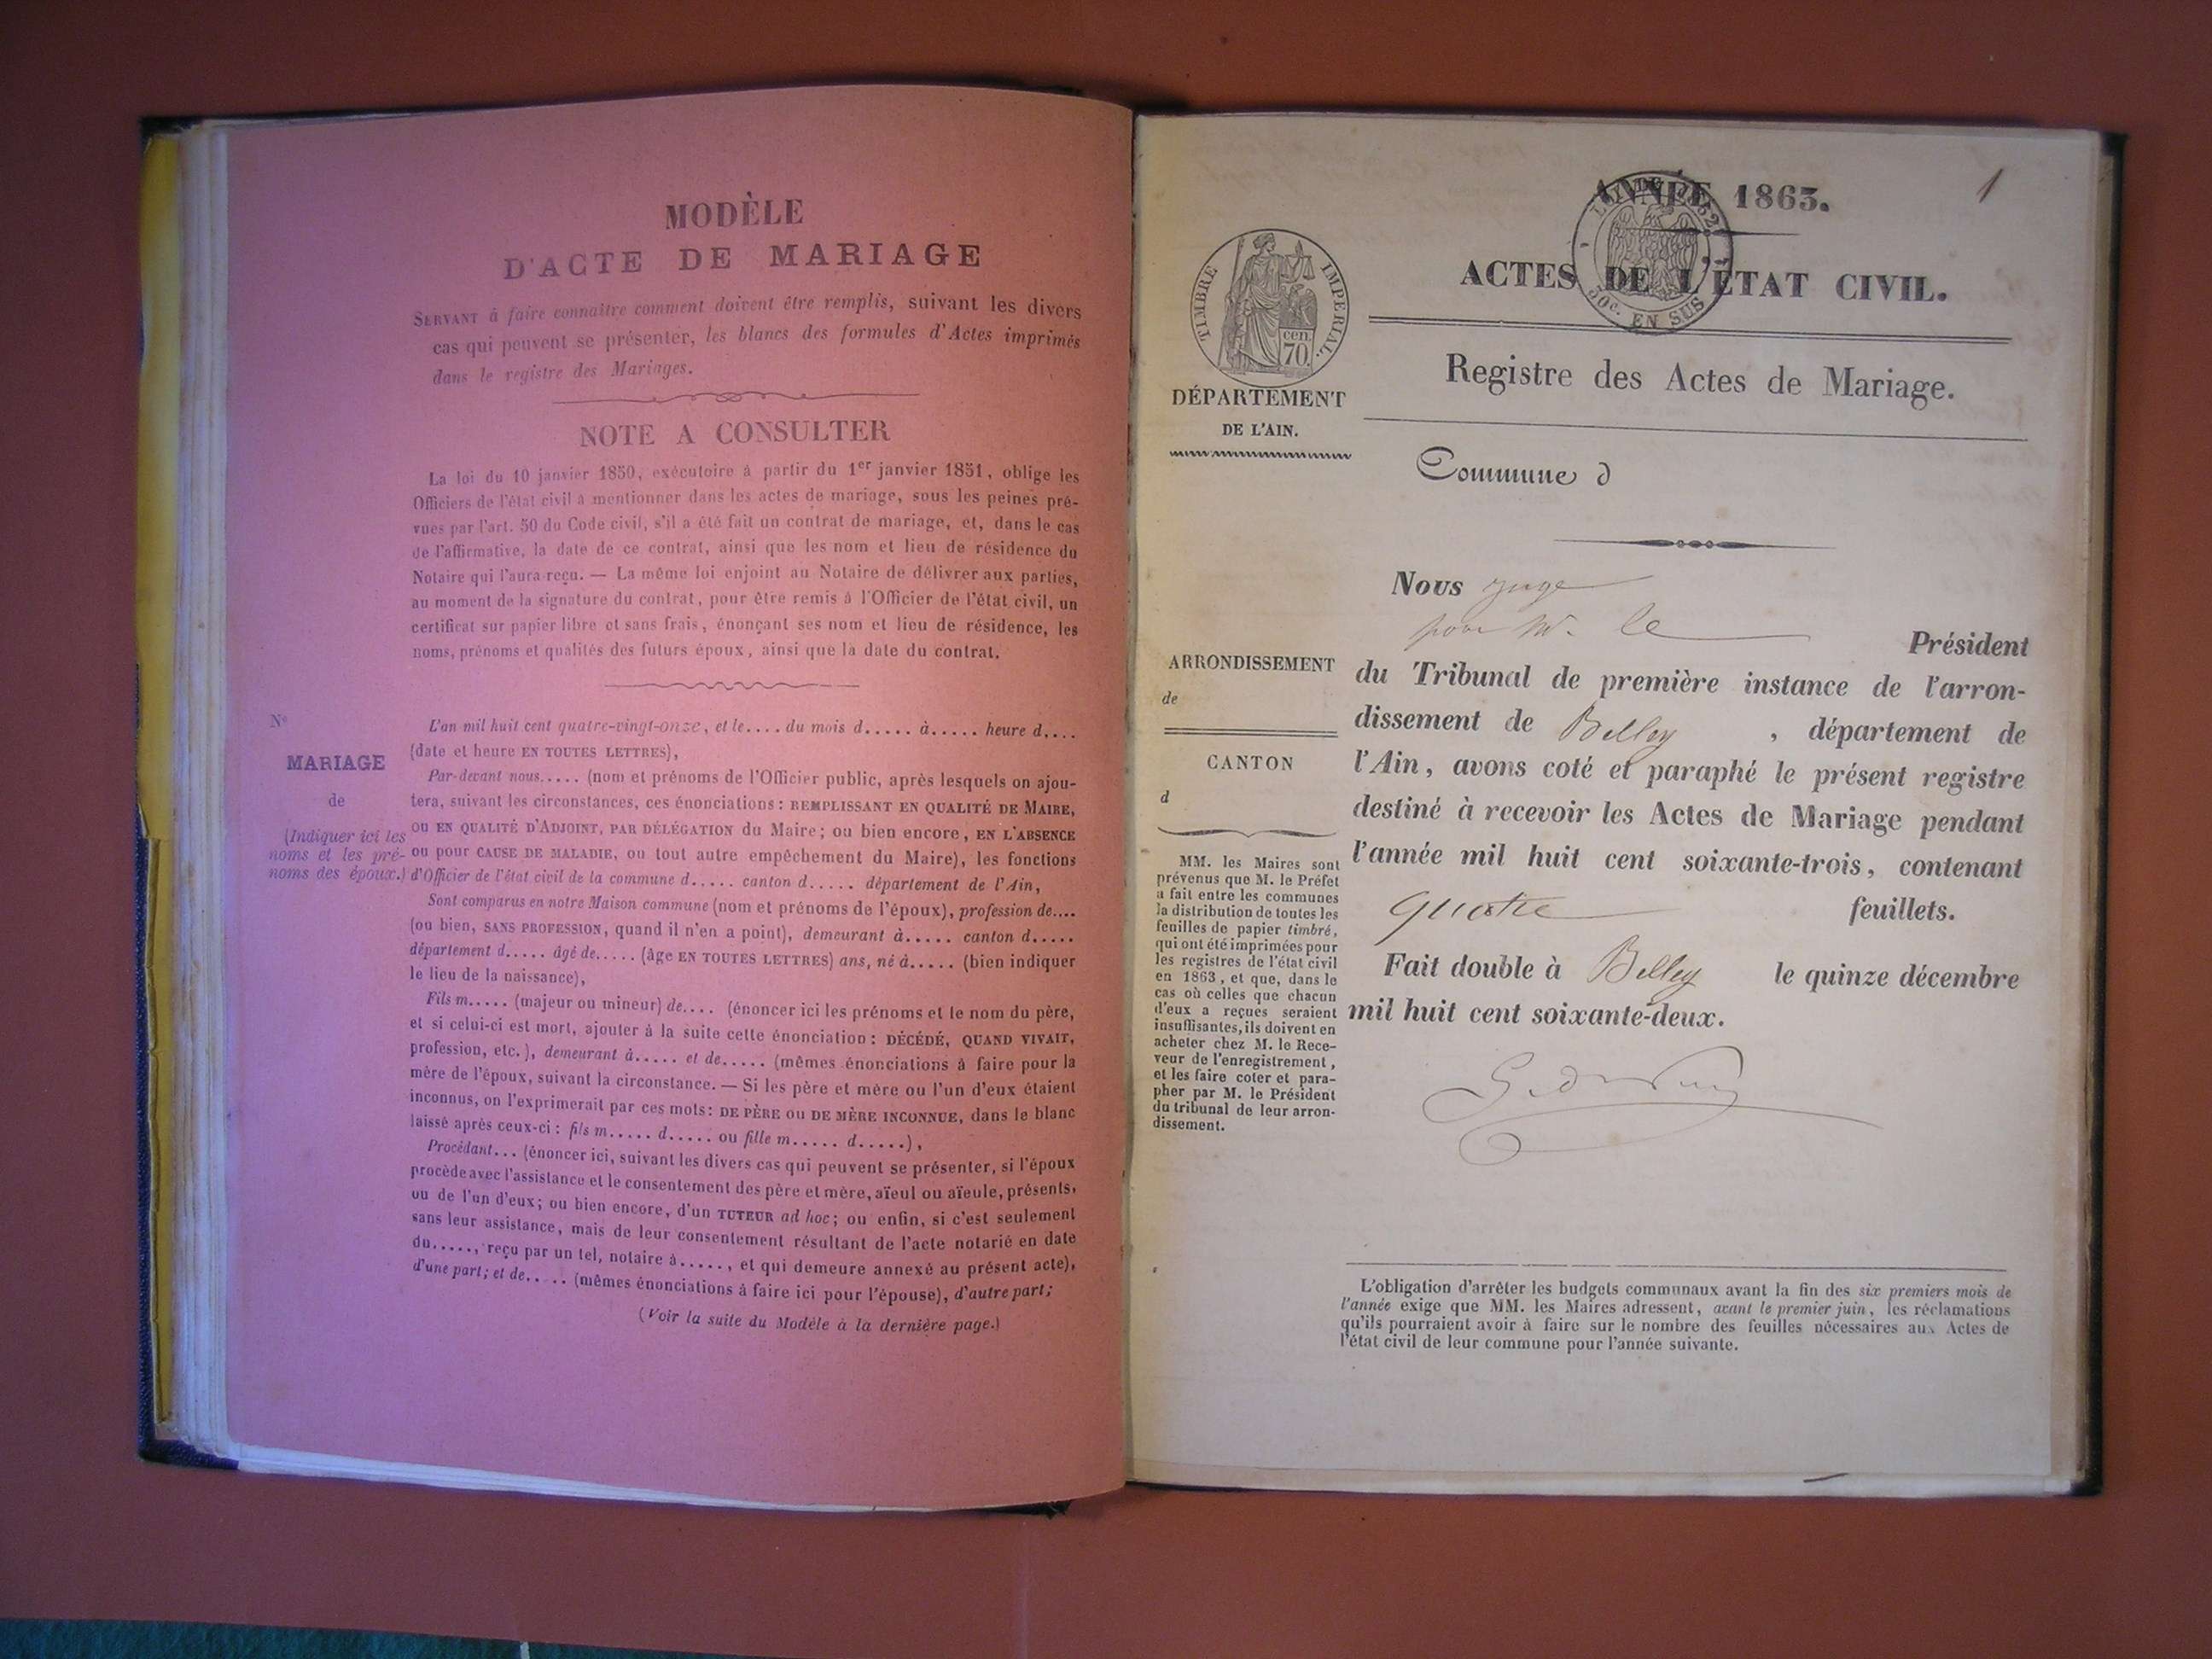 MODÈLE
D'ACTE DE MARIAGE
SERVANT à faire connaître comment doivent être remplis, suivant les divers
cas qui peuvent se présenter, les blancs des formules d'Actes imprimés
dans le registre des Mariages.
NOTE A CONSULTER
La loi du 10 janvier 1850, exécutoire à partir du 1er janvier 1851, oblige les
Officiers de l'état civil à mentionner dans les actes de mariage, sous les peines pré-
vues par l'art. 50 du Code civil, s'il a été fait un contrat de mariage, et, dans le cas
de l'affirmative, la date de ce contrat, ainsi que les nom et lieu de résidence du
Notaire qui l'aura reçu. — La même loi enjoint au Notaire de délivrer aux parties,
au moment de la signature du contrat, pour être remis à l'Officier de l'état civil, un
certificat sur papier libre et sans frais, énonçant ses nom et lieu de résidence, les
noms, prénoms et qualités des futurs époux, ainsi que la date du contrat.
N°
MARIAGE
de
(Indiquer ici les
noms et les pré-
noms des époux.)
L'an mil huit cent quatre-vingt-onze, et le.... du mois d..... à..... heure d....
(date et heure EN TOUTES LETTRES),
Par-devant nous..... (nom et prénoms de l'Officier public, après lesquels on ajou-
tera, suivant les circonstances, ces énonciations: REMPLISSANT EN QUALITÉ DE MAIRE,
OU EN QUALITÉ D'ADJOINT, PAR DÉLÉGATION du Maire; ou bien encore, EN L'ABSENCE
ou pour CAUSE DE MALADIE, ou tout autre empêchement du Maire), les fonctions
d'Officier de l'état civil de la commune d..... canton d..... département de l'Ain,
Sont comparus en notre Maison commune (nom et prénoms de l'époux), profession de....
(ou bien, SANS PROFESSION, quand il n'en a point), demeurant à..... canton d.....
département d..... âgé de..... (âge EN TOUTES LETTRES) ans, né à..... (bien indiquer
le lieu de la naissance),
Fils m..... (majeur ou mineur) de.... (énoncer ici les prénoms et le nom du père,
et si celui-ci est mort, ajouter à la suite cette énonciation: DÉCÉDÉ, QUAND VIVAIT,
profession, etc.), demeurant à..... et de..... (mêmes énonciations à faire pour la
mère de l'époux, suivant la circonstance. — Si les père et mère ou l'un d'eux étaient
inconnus, on l'exprimerait par ces mots: DE PÈRE OU DE MÈRE INCONNUE, dans le blanc
laissé après ceux-ci: fils m..... d..... ou fille m..... d.....),
Procédant... (énoncer ici, suivant les divers cas qui peuvent se présenter, si l'époux
procède avec l'assistance et le consentement des père et mère, aïeul ou aïeule, présents,
ou de l'un d'eux; ou bien encore, d'un TUTEUR ad hoc; ou enfin, si c'est seulement
sans leur assistance, mais de leur consentement résultant de l'acte notarié en date
du....., reçu par un tel, notaire à....., et qui demeure annexé au présent acte),
d'une part; et de..... (mêmes énonciations à faire ici pour l'épouse), d'autre part;
(Voir la suite du Modèle à la dernière page.)
1
ANNÉE 1863.
ACTES DE L'ÉTAT CIVIL.
30c. EN SUS
TIMBRE IMPERIAL.
cen. 70.
DÉPARTEMENT
DE L'AIN.
Registre des Actes de Mariage.
Commune d
Nous juge
pour M. le
Président
du Tribunal de première instance de l'arron-
dissement de Belley, département de
l'Ain, avons coté et paraphé le présent registre
destiné à recevoir les Actes de Mariage pendant
l'année mil huit cent soixante-trois, contenant
quatre feuillets.
Fait double à Belley le quinze décembre
mil huit cent soixante-deux.
ARRONDISSEMENT
de
CANTON
d
MM. les Maires sont
prévenus que M. le Préfet
a fait entre les communes
la distribution de toutes les
feuilles de papier timbré,
qui ont été imprimées pour
les registres de l'état civil
en 1863, et que, dans le
cas où celles que chacun
d'eux a reçues seraient
insuffisantes, ils doivent en
acheter chez M. le Rece-
veur de l'enregistrement,
et les faire coter et para-
pher par M. le Président
du tribunal de leur arron-
dissement.
L'obligation d'arrêter les budgets communaux avant la fin des six premiers mois de
l'année exige que MM. les Maires adressent, avant le premier juin, les réclamations
qu'ils pourraient avoir à faire sur le nombre des feuilles nécessaires aux Actes de
l'état civil de leur commune pour l'année suivante.